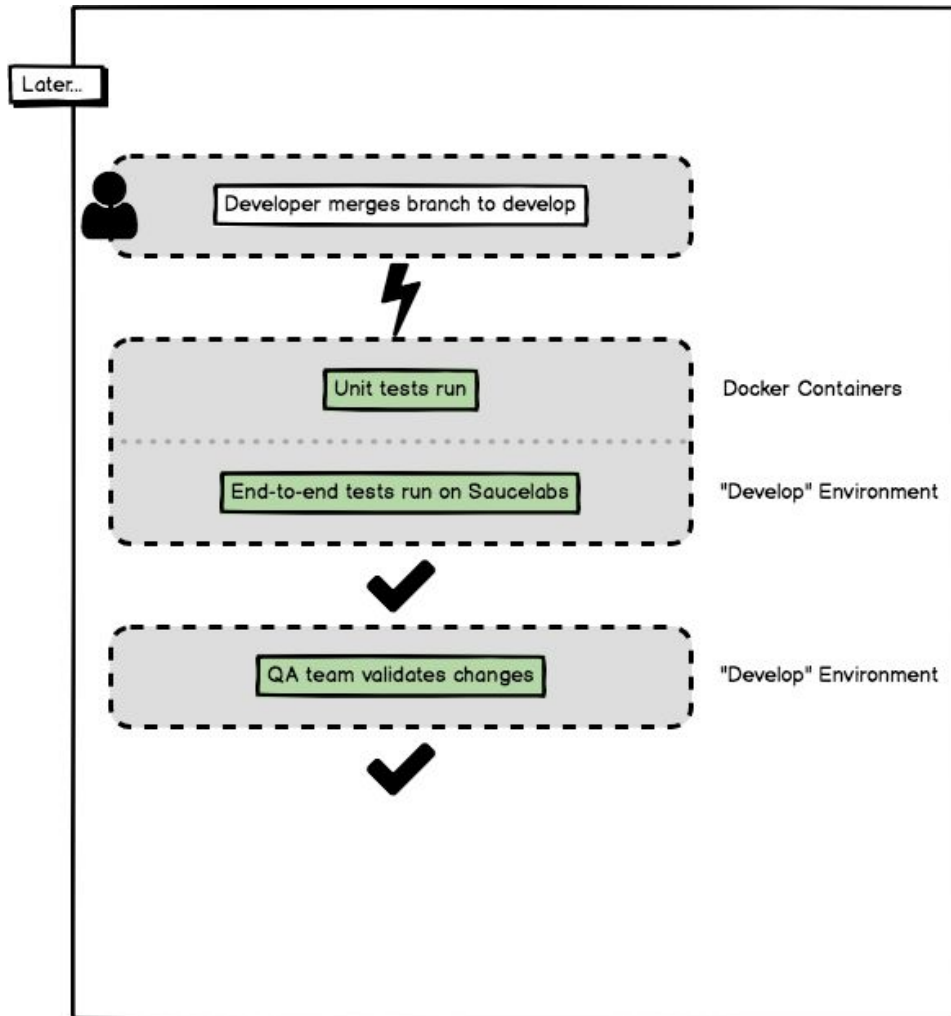 Later...
Developer merges branch to develop
Unit tests run
Docker Containers
End-to-end tests run on Saucelabs
"Develop" Environment
QA team validates changes
"Develop" Environment